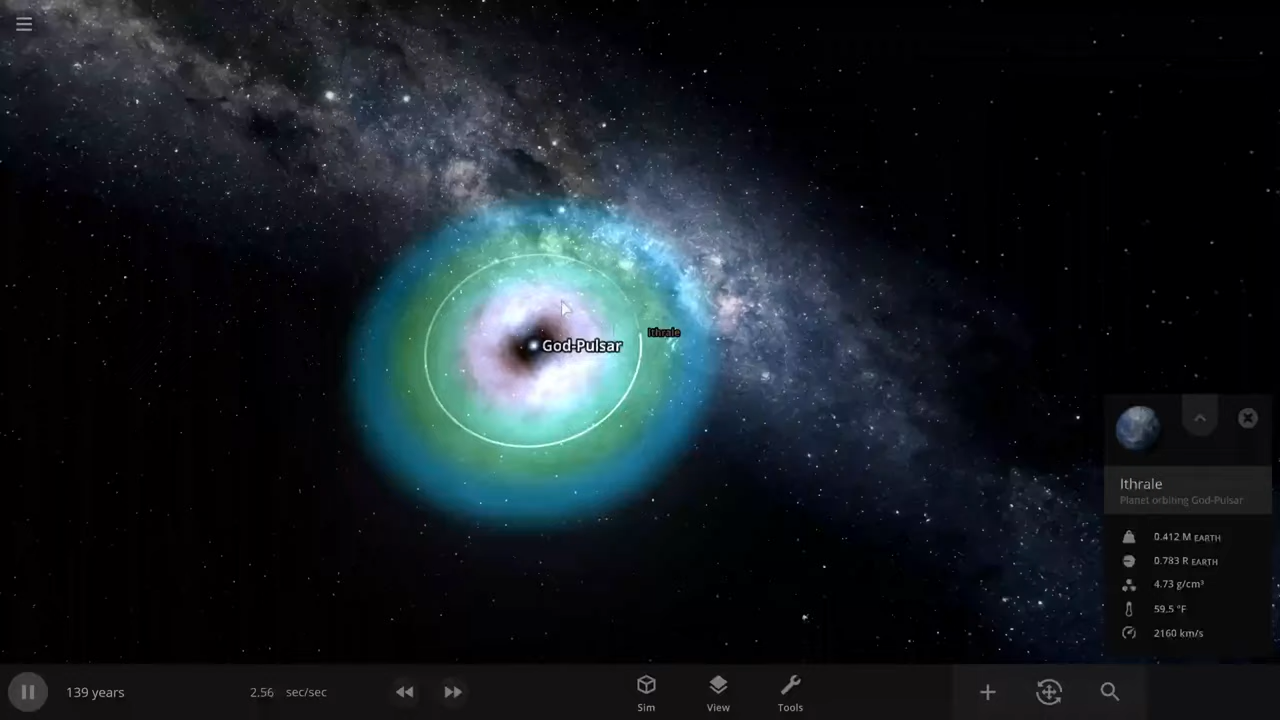 Ithrale
God-Pulsar
Ithrale
Planet orbiting God-Pulsar
0.412 M EARTH
0.783 R EARTH
4.73 g/cm³
59.5 °F
2160 km/s
139 years
2.56 sec/sec
Sim
View
Tools